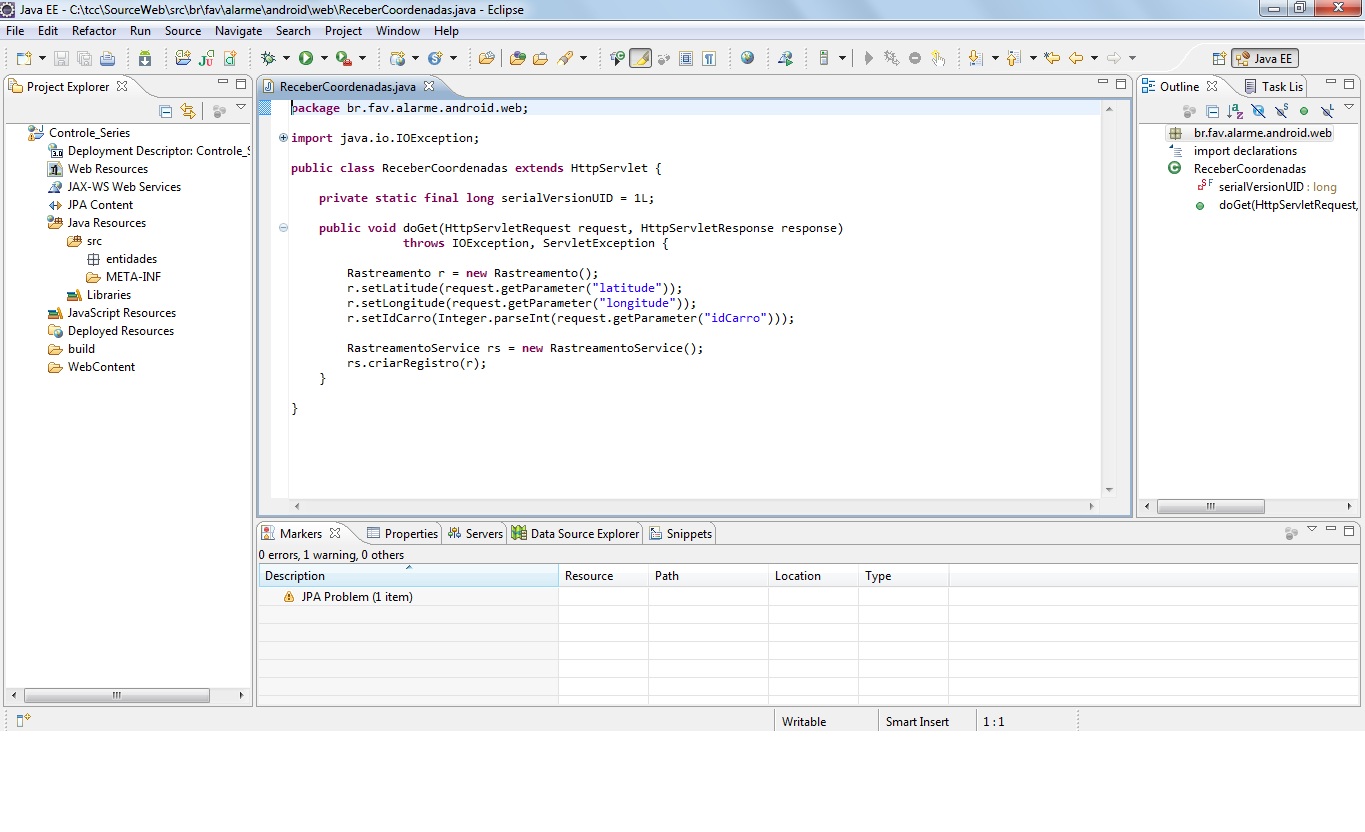 Java EE - C:\tcc\SourceWeb\src\br\fav\alarme\android\web\ReceberCoordenadas.java - Eclipse
File Edit Refactor Run Source Navigate Search Project Window Help
Java EE
Project Explorer
Controle_Series
Deployment Descriptor: Controle_S
Web Resources
JAX-WS Web Services
JPA Content
Java Resources
src
entidades
META-INF
Libraries
JavaScript Resources
Deployed Resources
build
WebContent
ReceberCoordenadas.java
package br.fav.alarme.android.web;
import java.io.IOException;
public class ReceberCoordenadas extends HttpServlet {
private static final long serialVersionUID = 1L;
public void doGet(HttpServletRequest request, HttpServletResponse response)
throws IOException, ServletException {
Rastreamento r = new Rastreamento();
r.setLatitude(request.getParameter("latitude"));
r.setLongitude(request.getParameter("longitude"));
r.setIdCarro(Integer.parseInt(request.getParameter("idCarro")));
RastreamentoService rs = new RastreamentoService();
rs.criarRegistro(r);
}
}
Outline Task Lis
br.fav.alarme.android.web
import declarations
ReceberCoordenadas
serialVersionUID : long
doGet(HttpServletRequest,
Markers Properties Servers Data Source Explorer Snippets
0 errors, 1 warning, 0 others
Description Resource Path Location Type
JPA Problem (1 item)
Writable Smart Insert 1 : 1